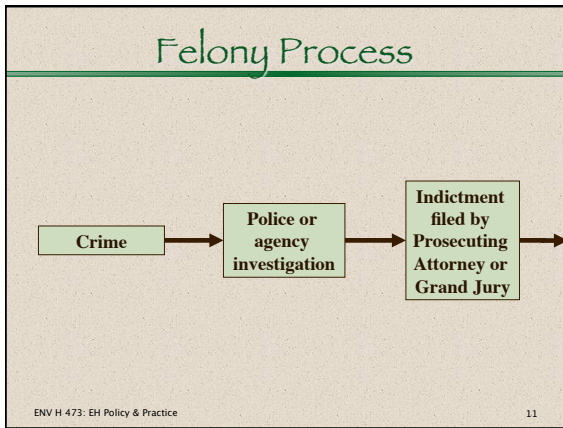 Felony Process
Crime
Police or
agency
investigation
Indictment
filed by
Prosecuting
Attorney or
Grand Jury
ENV H 473: EH Policy & Practice
11